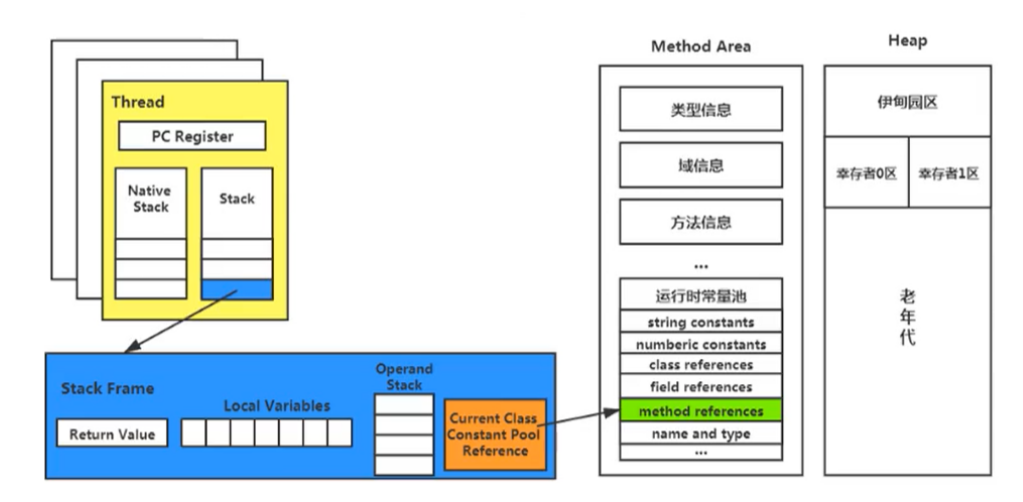 Thread
PC Register
Native
Stack
Stack
Stack Frame
Return Value
Local Variables
Operand
Stack
Current Class
Constant Pool
Reference
Method Area
类型信息
域信息
方法信息
...
运行时常量池
string constants
numberic constants
class references
field references
method references
name and type
...
Heap
伊甸园区
幸存者0区
幸存者1区
老
年
代